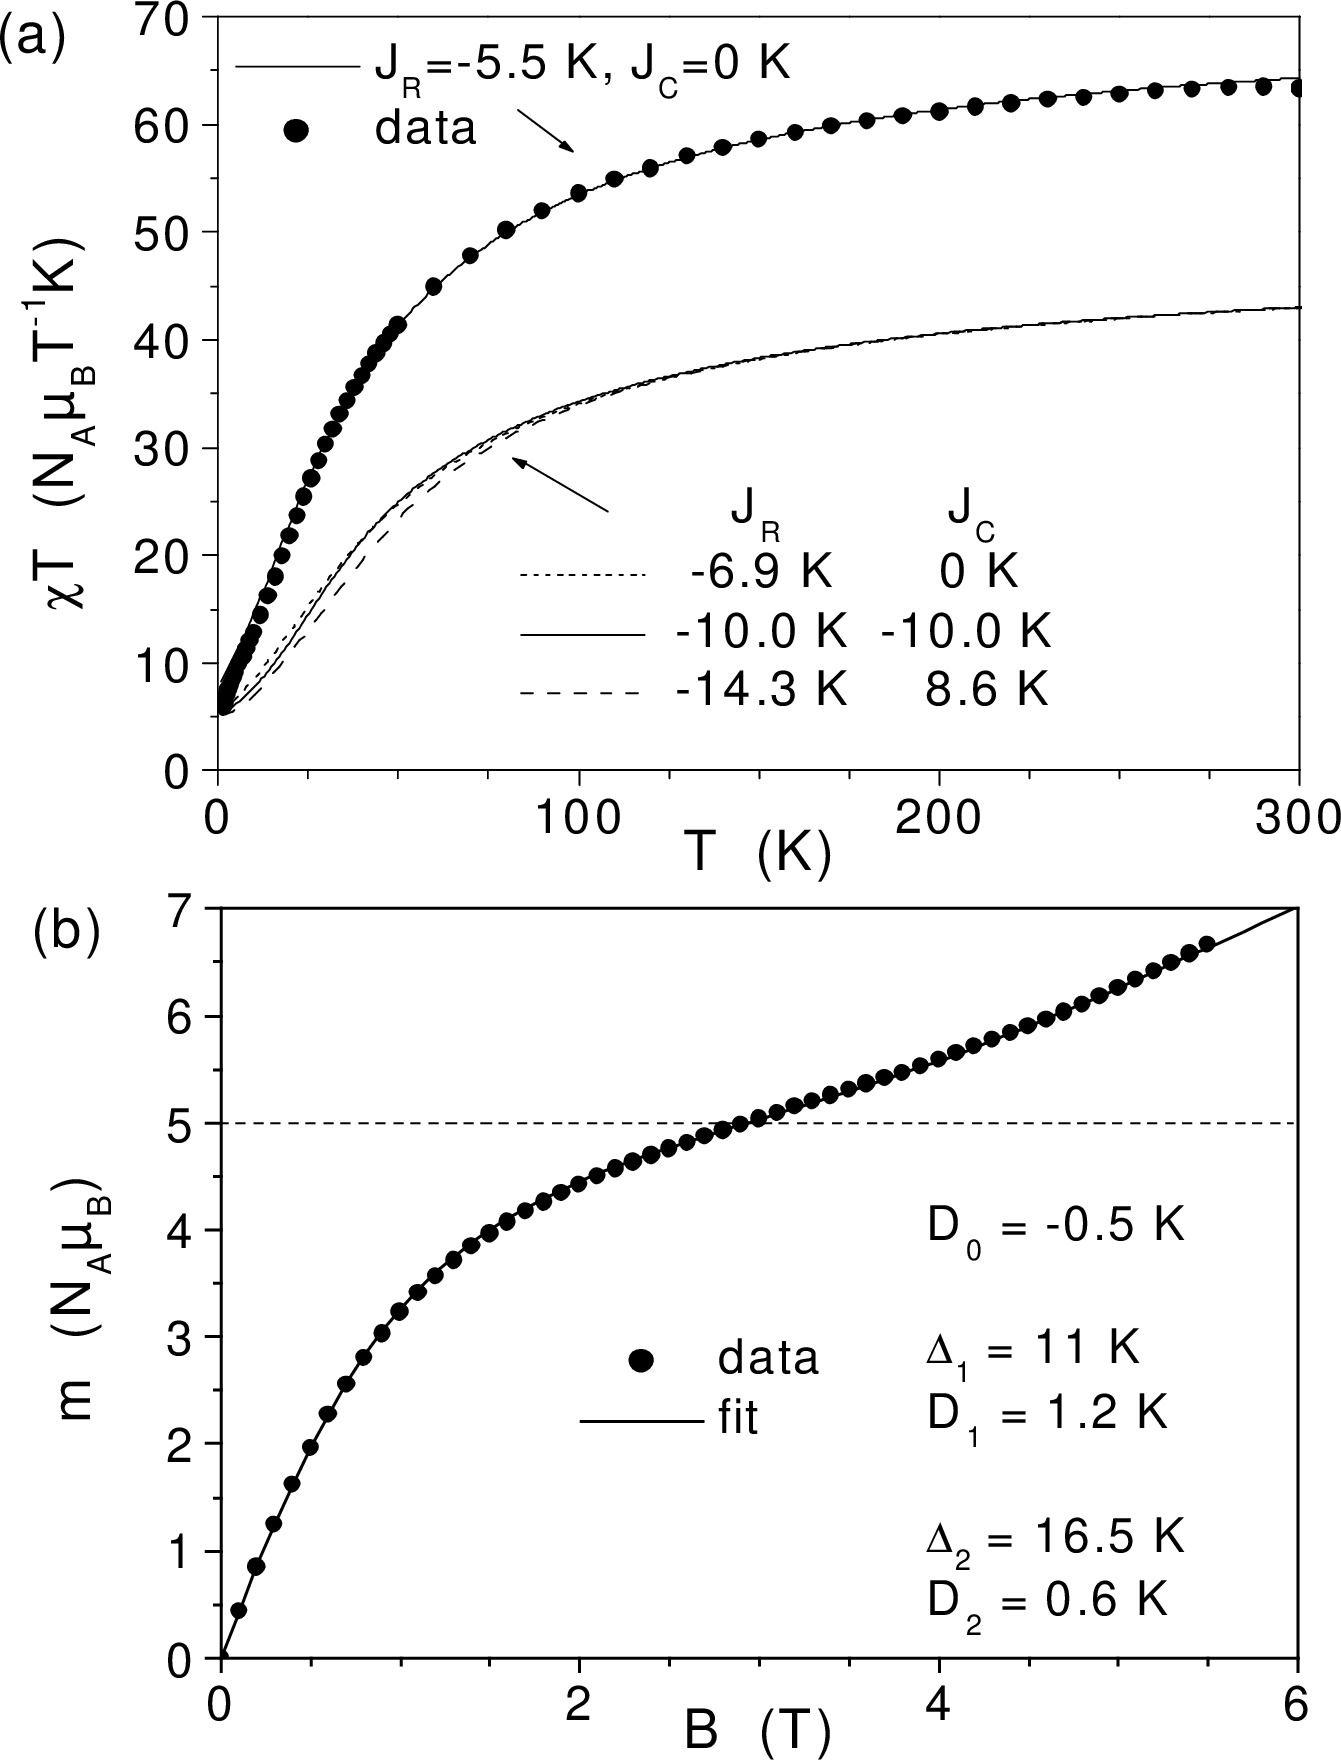 (a)
70
60
50
40
30
20
10
0
χT (N_Aμ_BT⁻¹K)
J_R=-5.5 K, J_C=0 K
data
J_R J_C
-6.9 K 0 K
-10.0 K -10.0 K
-14.3 K 8.6 K
0 100 200 300
T (K)
(b)
7
6
5
4
3
2
1
0
m (N_Aμ_B)
D_0 = -0.5 K
data
fit
Δ_1 = 11 K
D_1 = 1.2 K
Δ_2 = 16.5 K
D_2 = 0.6 K
0 2 4 6
B (T)